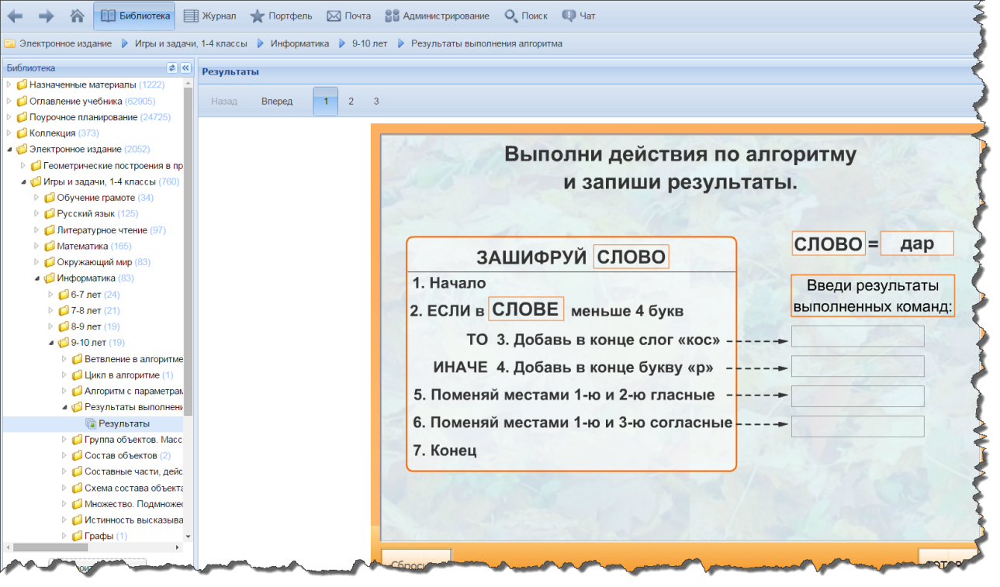 Библиотека Журнал Портфель Почта Администрирование Поиск Чат
Электронное издание Игры и задачи, 1-4 классы Информатика 9-10 лет Результаты выполнения алгоритма
Библиотека
Назначенные материалы (1222)
Оглавление учебника (62905)
Поурочное планирование (24725)
Коллекция (373)
Электронное издание (2052)
Геометрические построения в пр
Игры и задачи, 1-4 классы (760)
Обучение грамоте (34)
Русский язык (125)
Литературное чтение (97)
Математика (165)
Окружающий мир (83)
Информатика (83)
6-7 лет (24)
7-8 лет (21)
8-9 лет (19)
9-10 лет (19)
Ветвление в алгоритме
Цикл в алгоритме (1)
Алгоритм с параметрам
Результаты выполнени
Результаты
Группа объектов. Масс
Состав объектов (2)
Составные части, дейс
Схема состава объекта
Множество. Подмножес
Истинность высказыва
Графы (1)
Результаты
Назад Вперед 1 2 3
Выполни действия по алгоритму
и запиши результаты.
ЗАШИФРУЙ СЛОВО
1. Начало
2. ЕСЛИ в СЛОВЕ меньше 4 букв
ТО 3. Добавь в конце слог «кос»
ИНАЧЕ 4. Добавь в конце букву «р»
5. Поменяй местами 1-ю и 2-ю гласные
6. Поменяй местами 1-ю и 3-ю согласные
7. Конец
СЛОВО = дар
Введи результаты
выполненных команд: